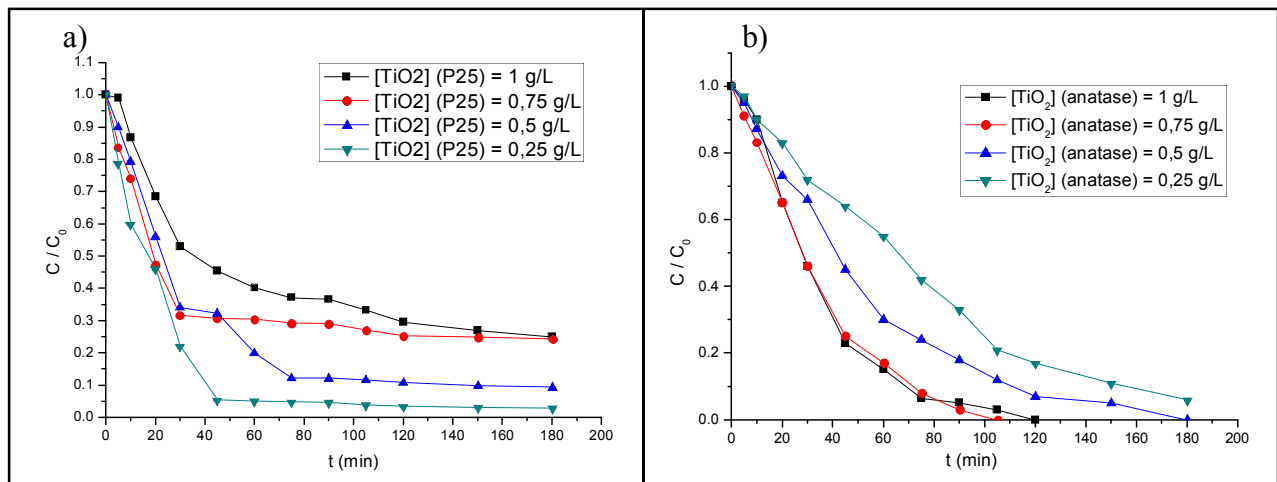 a)
[TiO2] (P25) = 1 g/L
[TiO2] (P25) = 0,75 g/L
[TiO2] (P25) = 0,5 g/L
[TiO2] (P25) = 0,25 g/L
1.1
1.0
0.9
0.8
0.7
0.6
0.5
0.4
0.3
0.2
0.1
0.0
C / C₀
0 20 40 60 80 100 120 140 160 180 200
t (min)
b)
[TiO₂] (anatase) = 1 g/L
[TiO₂] (anatase) = 0,75 g/L
[TiO₂] (anatase) = 0,5 g/L
[TiO₂] (anatase) = 0,25 g/L
1.0
0.8
0.6
0.4
0.2
0.0
C / C₀
0 20 40 60 80 100 120 140 160 180 200
t (min)